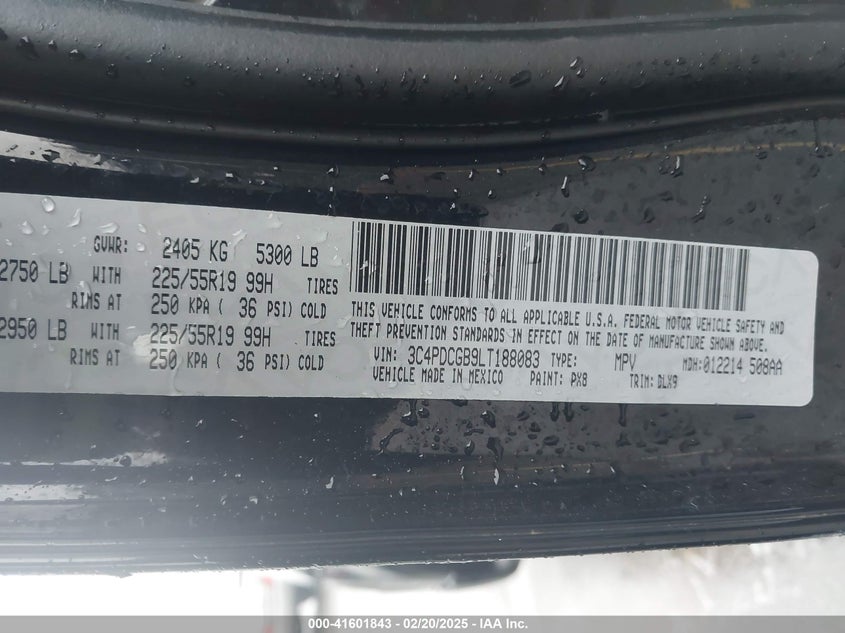 GVWR: 2405 KG 5300 LB
2750 LB WITH 225/55R19 99H TIRES
RIMS AT 250 KPA ( 36 PSI) COLD
2950 LB WITH 225/55R19 99H TIRES
RIMS AT 250 KPA ( 36 PSI) COLD
THIS VEHICLE CONFORMS TO ALL APPLICABLE U.S.A. FEDERAL MOTOR VEHICLE SAFETY AND
THEFT PREVENTION STANDARDS IN EFFECT ON THE DATE OF MANUFACTURE SHOWN ABOVE.
VIN: 3C4PDCGB9LT188083 TYPE: MPV MDH:012214 508AA
VEHICLE MADE IN MEXICO PAINT: PX8 TRIM: DLX9
000-41601843 - 02/20/2025 - IAA Inc.